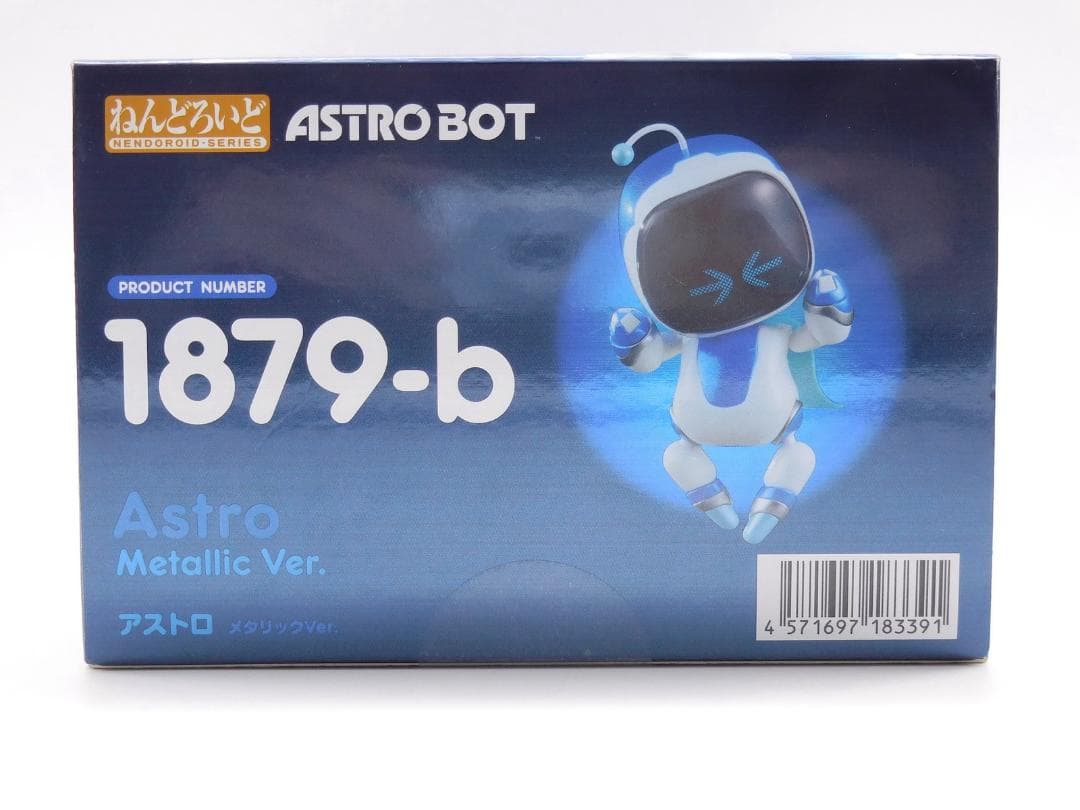 ねんどろいど
NENDOROID·SERIES
ASTRO BOT
PRODUCT NUMBER
1879-b
Astro
Metallic Ver.
アストロ メタリックVer.
4 571697 183391